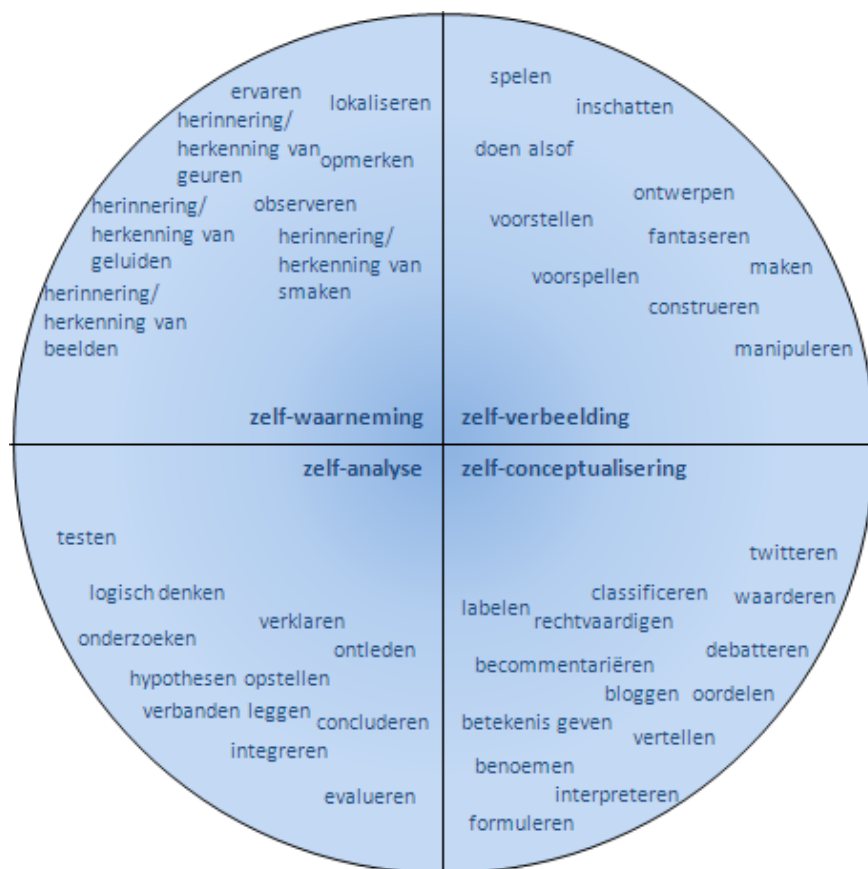 ervaren
lokaliseren
herinnering/
herkenning van
geuren
opmerken
herinnering/
herkenning van
geluiden
observeren
herinnering/
herkenning van
smaken
herinnering/
herkenning van
beelden
zelf-waarneming
spelen
inschatten
doen alsof
ontwerpen
voorstellen
fantaseren
voorspellen
maken
construeren
manipuleren
zelf-verbeelding
zelf-analyse
testen
logisch denken
verklaren
onderzoeken
ontleden
hypothesen opstellen
verbanden leggen
concluderen
integreren
evalueren
zelf-conceptualisering
twitteren
classificeren
waarderen
labelen
rechtvaardigen
debatteren
becommentariëren
bloggen
oordelen
betekenis geven
vertellen
benoemen
interpreteren
formuleren